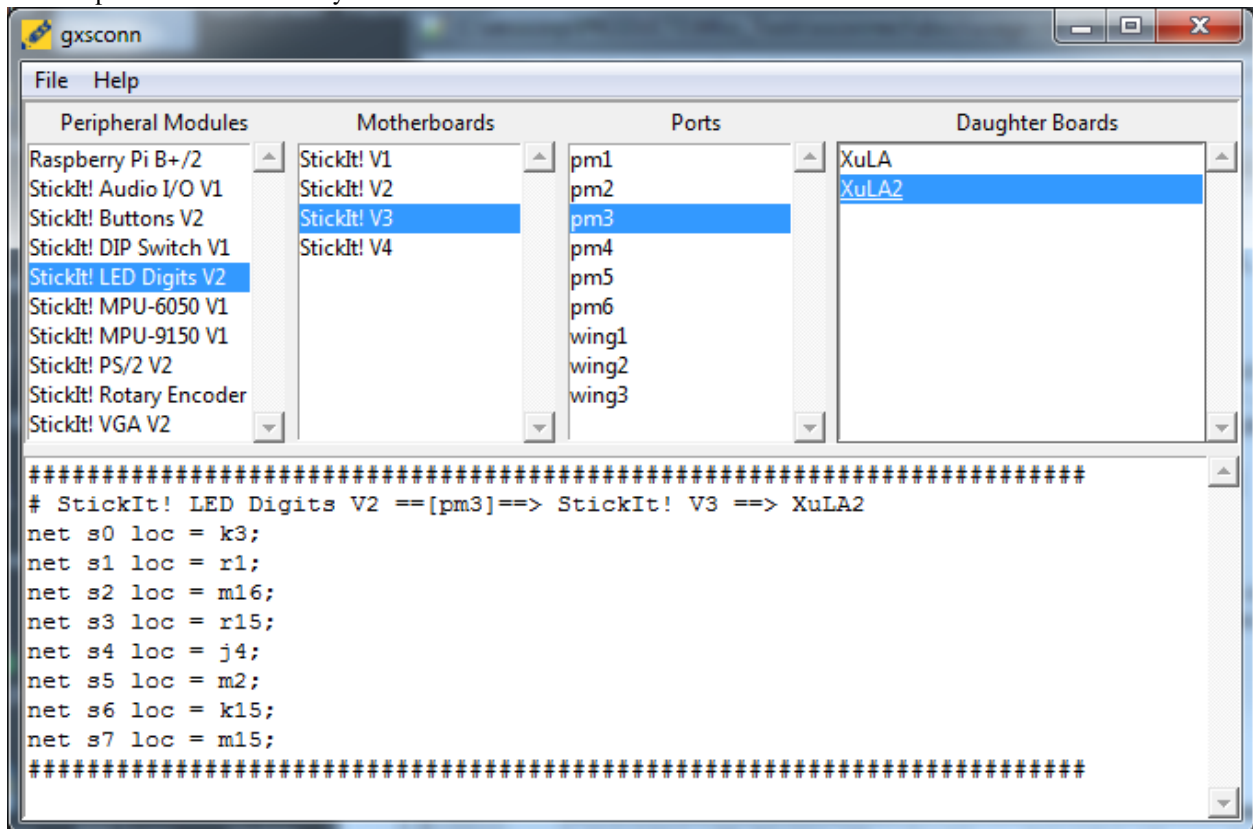 gxsconn
File Help
Peripheral Modules Motherboards Ports Daughter Boards
Raspberry Pi B+/2
StickIt! Audio I/O V1
StickIt! Buttons V2
StickIt! DIP Switch V1
StickIt! LED Digits V2
StickIt! MPU-6050 V1
StickIt! MPU-9150 V1
StickIt! PS/2 V2
StickIt! Rotary Encoder
StickIt! VGA V2
StickIt! V1
StickIt! V2
StickIt! V3
StickIt! V4
pm1
pm2
pm3
pm4
pm5
pm6
wing1
wing2
wing3
XuLA
XuLA2
########################################################################
# StickIt! LED Digits V2 ==[pm3]==> StickIt! V3 ==> XuLA2
net s0 loc = k3;
net s1 loc = r1;
net s2 loc = m16;
net s3 loc = r15;
net s4 loc = j4;
net s5 loc = m2;
net s6 loc = k15;
net s7 loc = m15;
########################################################################